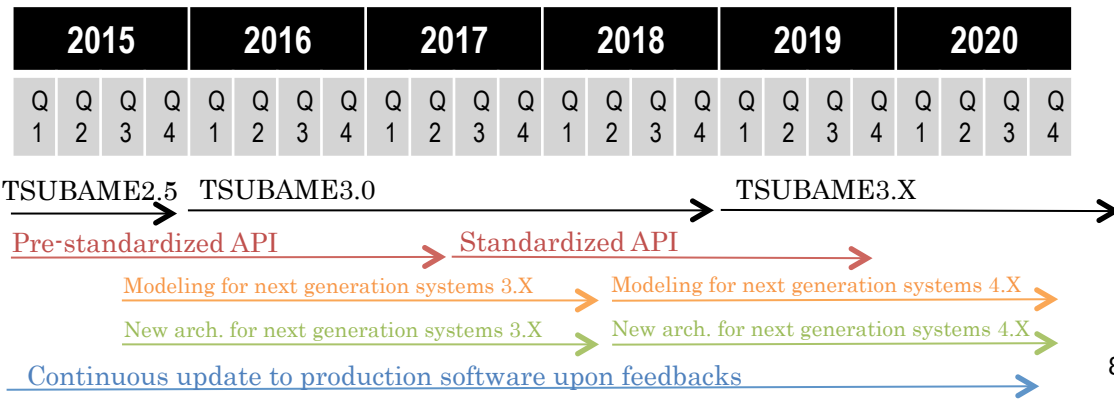 2015 2016 2017 2018 2019 2020
Q1 Q2 Q3 Q4 Q1 Q2 Q3 Q4 Q1 Q2 Q3 Q4 Q1 Q2 Q3 Q4 Q1 Q2 Q3 Q4 Q1 Q2 Q3 Q4
TSUBAME2.5 TSUBAME3.0 TSUBAME3.X
Pre-standardized API Standardized API
Modeling for next generation systems 3.X Modeling for next generation systems 4.X
New arch. for next generation systems 3.X New arch. for next generation systems 4.X
Continuous update to production software upon feedbacks